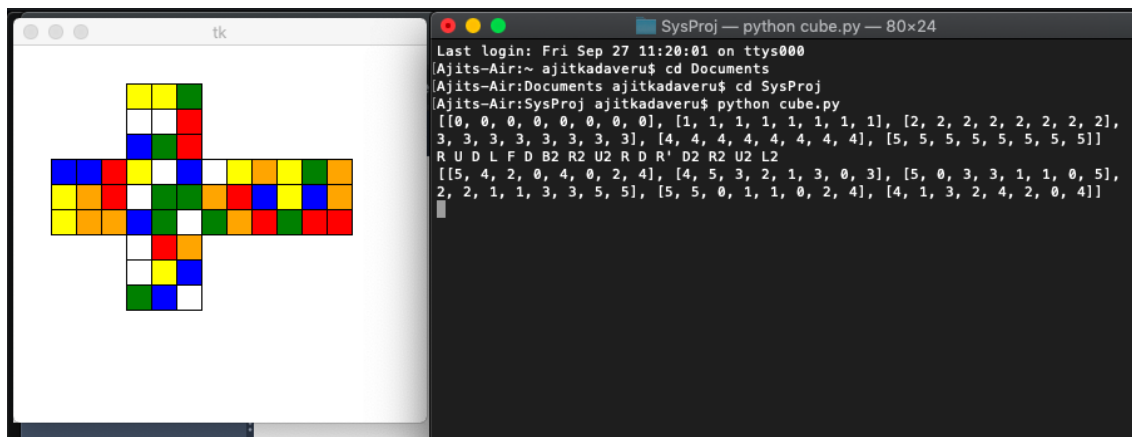 tk
SysProj — python cube.py — 80×24
Last login: Fri Sep 27 11:20:01 on ttys000
[Ajits-Air:~ ajitkadaveru$ cd Documents
[Ajits-Air:Documents ajitkadaveru$ cd SysProj
[Ajits-Air:SysProj ajitkadaveru$ python cube.py
[[0, 0, 0, 0, 0, 0, 0, 0], [1, 1, 1, 1, 1, 1, 1, 1], [2, 2, 2, 2, 2, 2, 2, 2],
3, 3, 3, 3, 3, 3, 3, 3], [4, 4, 4, 4, 4, 4, 4, 4], [5, 5, 5, 5, 5, 5, 5, 5]]
R U D L F D B2 R2 U2 R D R' D2 R2 U2 L2
[[5, 4, 2, 0, 4, 0, 2, 4], [4, 5, 3, 2, 1, 3, 0, 3], [5, 0, 3, 3, 1, 1, 0, 5],
2, 2, 1, 1, 3, 3, 5, 5], [5, 5, 0, 1, 1, 0, 2, 4], [4, 1, 3, 2, 4, 2, 0, 4]]